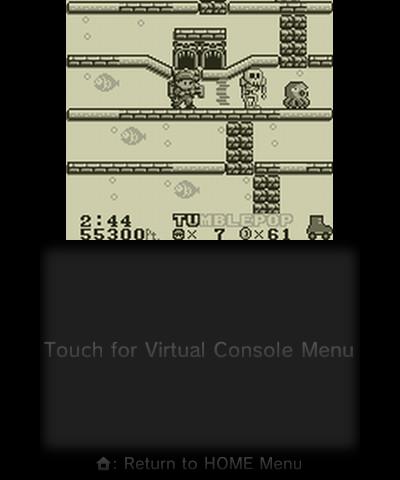 2:44 TUMBLEPOP
55300Pt. × 7 × 61
Touch for Virtual Console Menu
: Return to HOME Menu